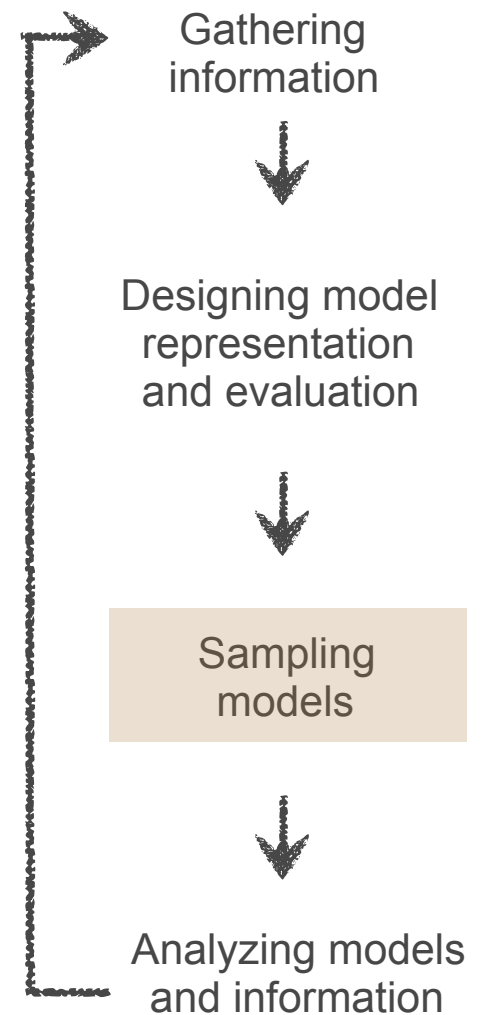 Gathering
information
Designing model
representation
and evaluation
Sampling
models
Analyzing models
and information